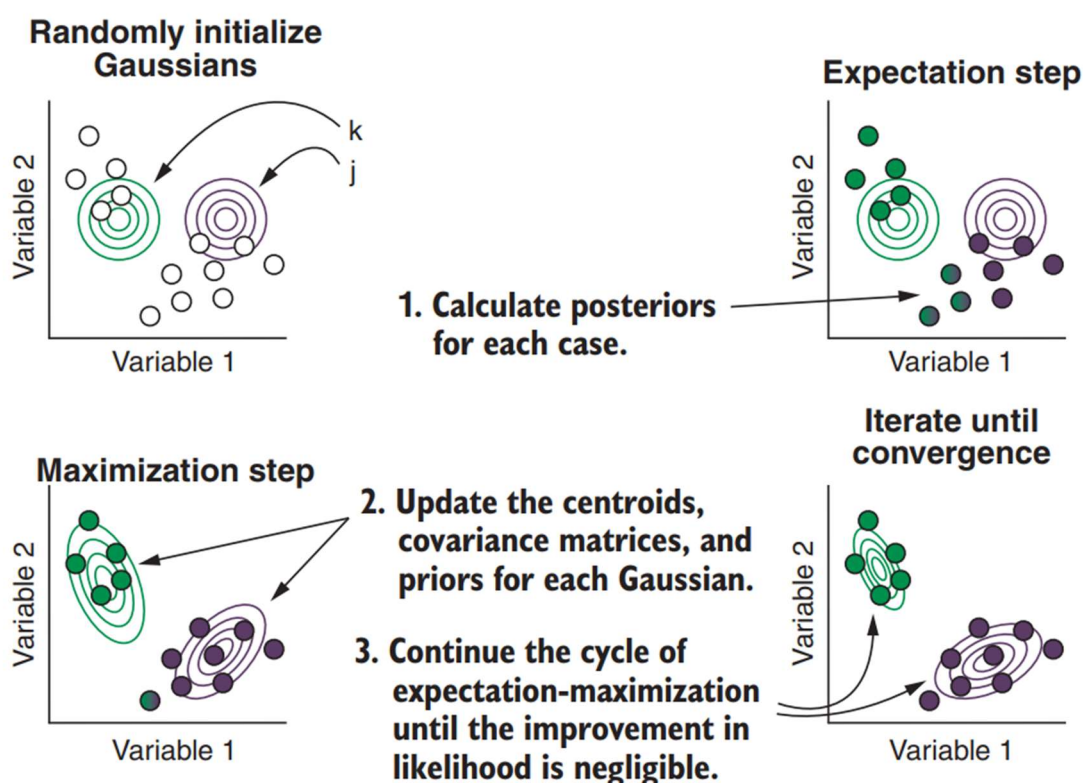 Randomly initialize
Gaussians
k
j
Variable 2
Variable 1
Expectation step
Variable 2
Variable 1
1. Calculate posteriors
for each case.
Maximization step
Variable 2
Variable 1
2. Update the centroids,
covariance matrices, and
priors for each Gaussian.
3. Continue the cycle of
expectation-maximization
until the improvement in
likelihood is negligible.
Iterate until
convergence
Variable 2
Variable 1